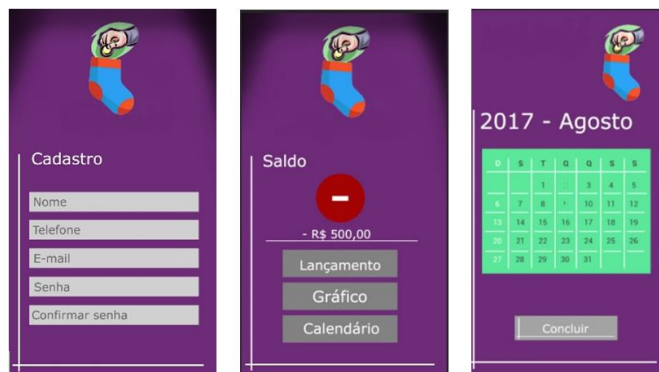 Cadastro
Nome
Telefone
E-mail
Senha
Confirmar senha
Saldo
- R$ 500,00
Lançamento
Gráfico
Calendário
2017 - Agosto
D S T Q Q S S
1 3 4 5
6 7 8 10 11 12
13 14 15 16 17 18 19
20 21 22 23 24 25 26
27 28 29 30 31
Concluir